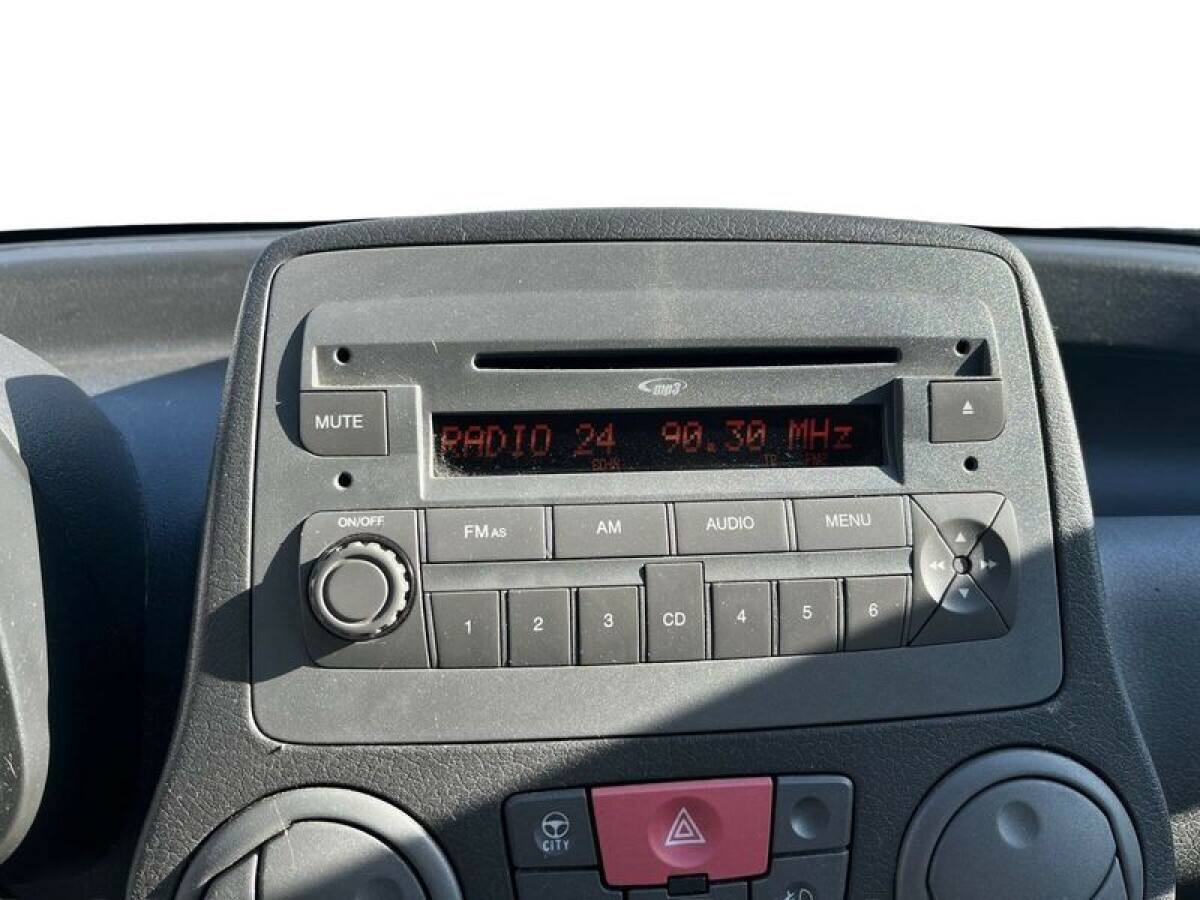 mp3
MUTE
RADIO 24 90.30 MHz
ON/OFF
FM AS
AM
AUDIO
MENU
1
2
3
CD
4
5
6
CITY